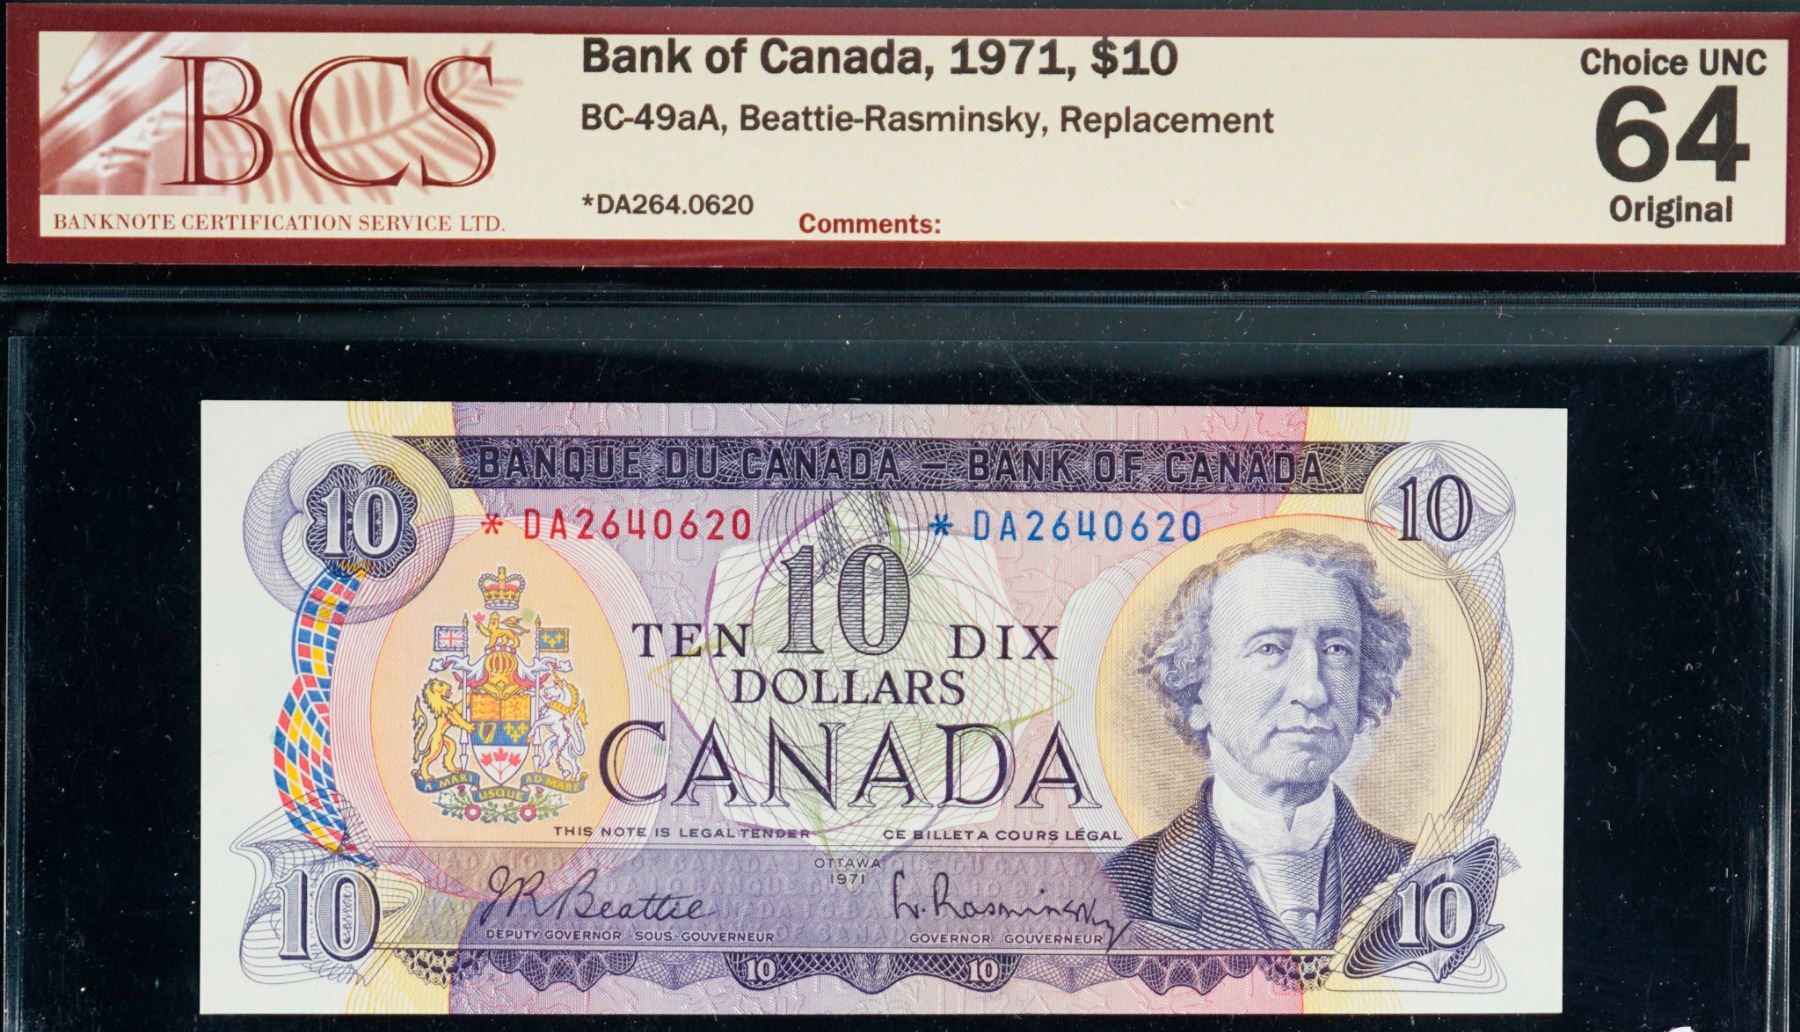 BCS
BANKNOTE CERTIFICATION SERVICE LTD.
Bank of Canada, 1971, $10
BC-49aA, Beattie-Rasminsky, Replacement
*DA264.0620
Comments:
Choice UNC
64
Original
BANQUE DU CANADA – BANK OF CANADA
10
10
* DA2640620
* DA2640620
10
TEN DIX
DOLLARS
CANADA
A MARI USQUE AD MARE
THIS NOTE IS LEGAL TENDER
CE BILLET A COURS LÉGAL
OTTAWA
1971
J R Beattie
L. Rasminsky
DEPUTY-GOVERNOR SOUS-GOUVERNEUR
GOVERNOR GOUVERNEUR
10
10
10
10